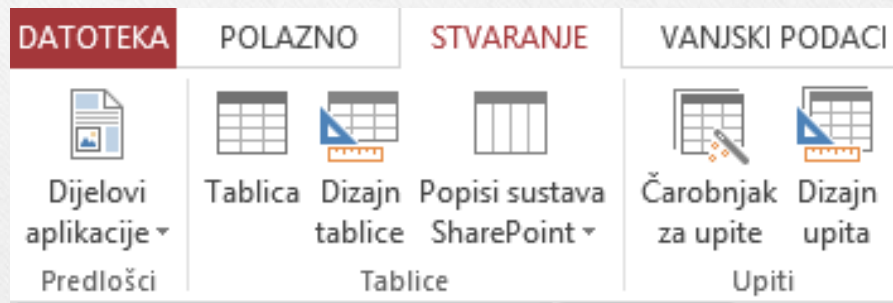 DATOTEKA POLAZNO STVARANJE VANJSKI PODACI
Dijelovi aplikacije
Tablica
Dizajn tablice
Popisi sustava SharePoint
Čarobnjak za upite
Dizajn upita
Predlošci Tablice Upiti